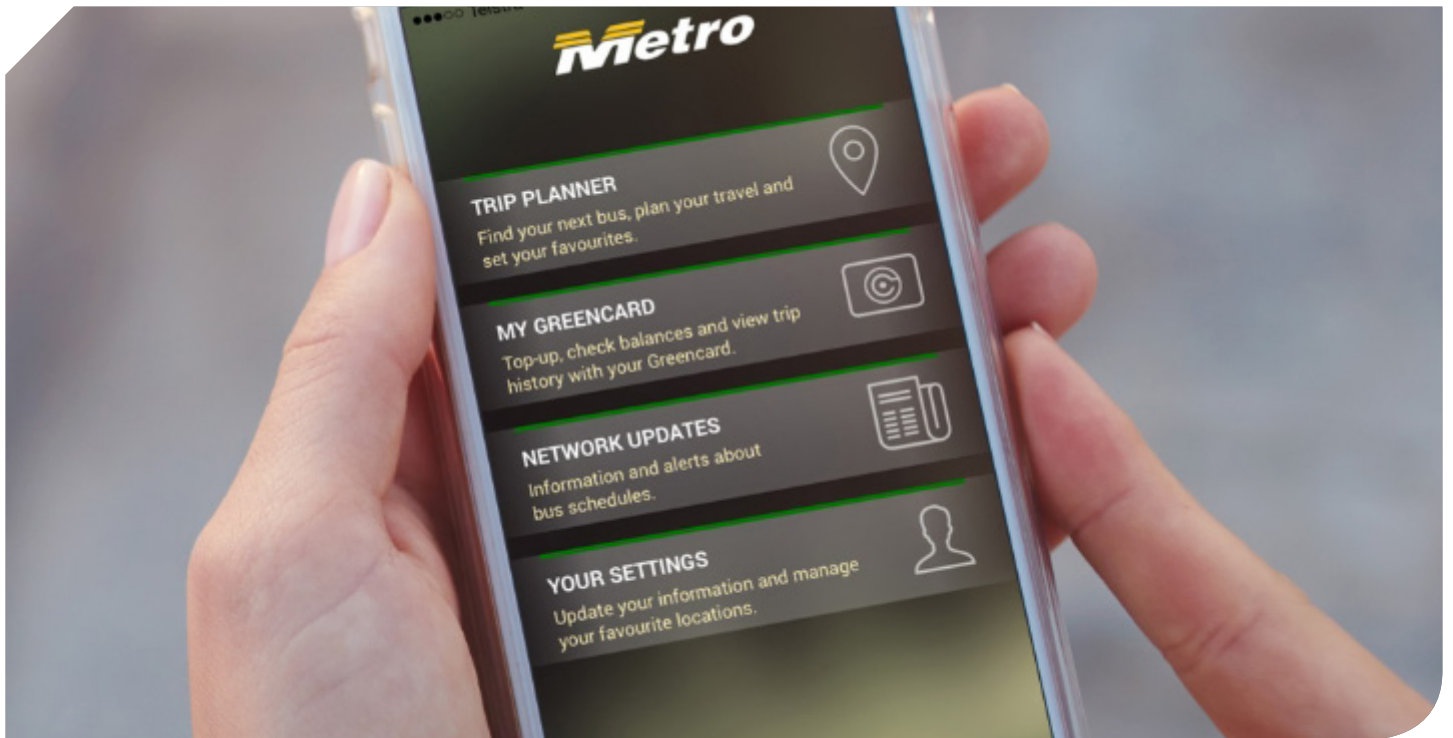 Metro
TRIP PLANNER
Find your next bus, plan your travel and
set your favourites.
MY GREENCARD
Top-up, check balances and view trip
history with your Greencard.
NETWORK UPDATES
Information and alerts about
bus schedules.
YOUR SETTINGS
Update your information and manage
your favourite locations.